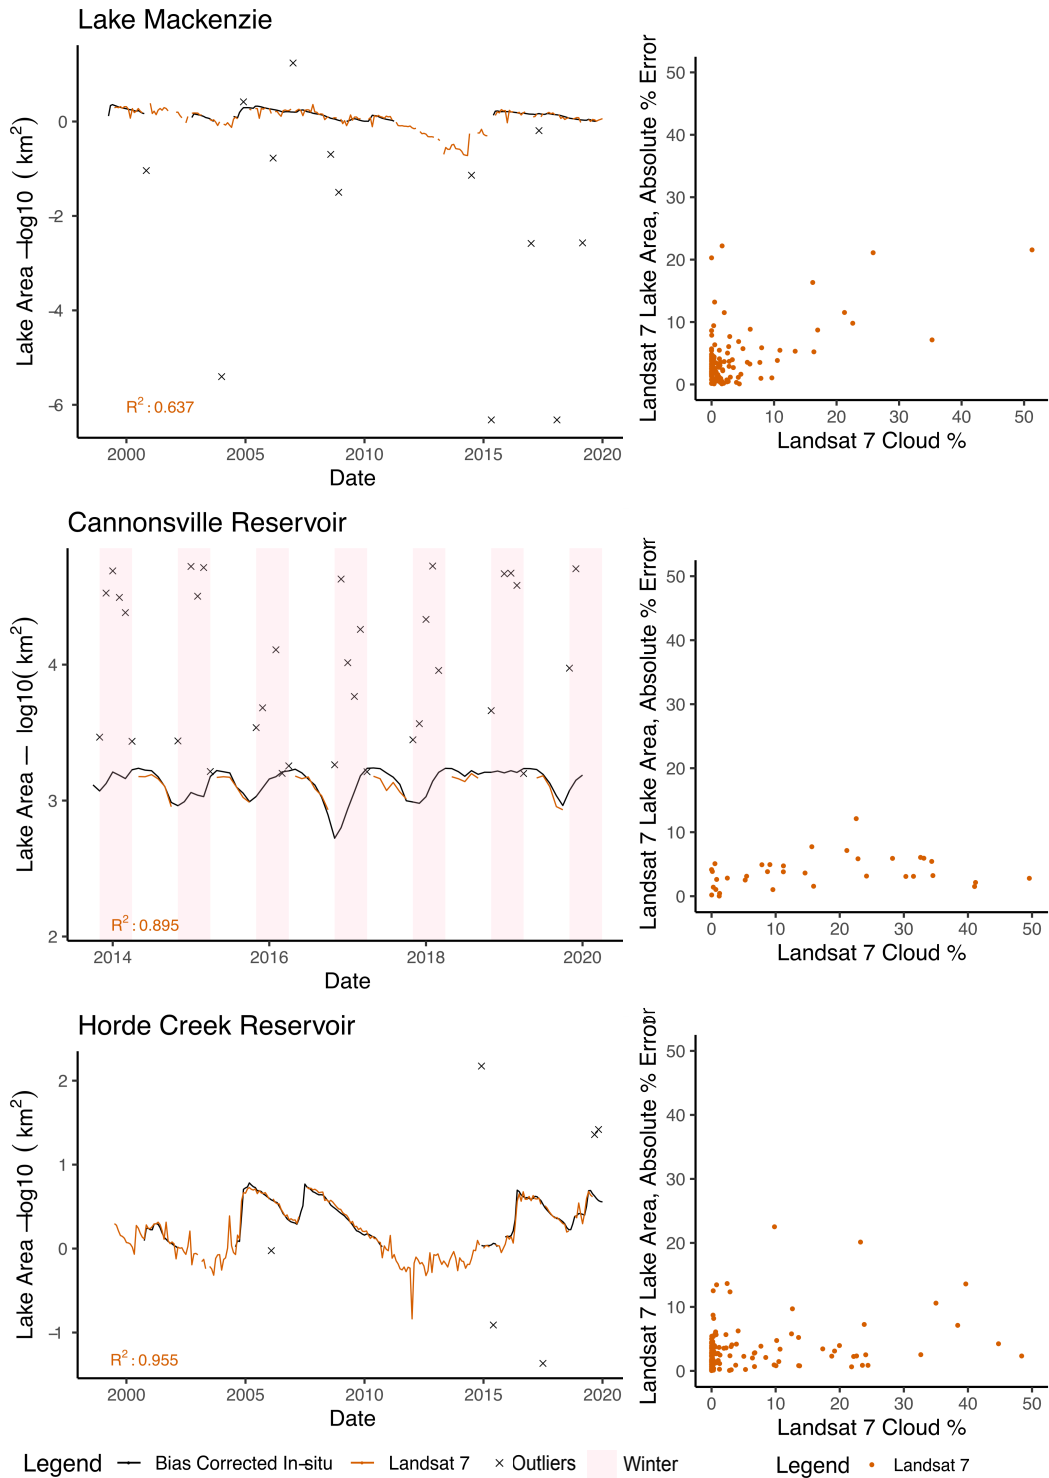 Lake Mackenzie
Lake Area −log10 ( km2)
0
−2
−4
−6
R2 : 0.637
2000 2005 2010 2015 2020
Date
Landsat 7 Lake Area, Absolute % Error
50
40
30
20
10
0
0 10 20 30 40 50
Landsat 7 Cloud %
Cannonsville Reservoir
Lake Area − log10( km2)
4
3
2
R2 : 0.895
2014 2016 2018 2020
Date
Landsat 7 Lake Area, Absolute % Error
50
40
30
20
10
0
0 10 20 30 40 50
Landsat 7 Cloud %
Horde Creek Reservoir
Lake Area −log10 ( km2)
2
1
0
−1
R2 : 0.955
2000 2005 2010 2015 2020
Date
Landsat 7 Lake Area, Absolute % Error
50
40
30
20
10
0
0 10 20 30 40 50
Landsat 7 Cloud %
Legend Bias Corrected In−situ Landsat 7 Outliers Winter
Legend Landsat 7